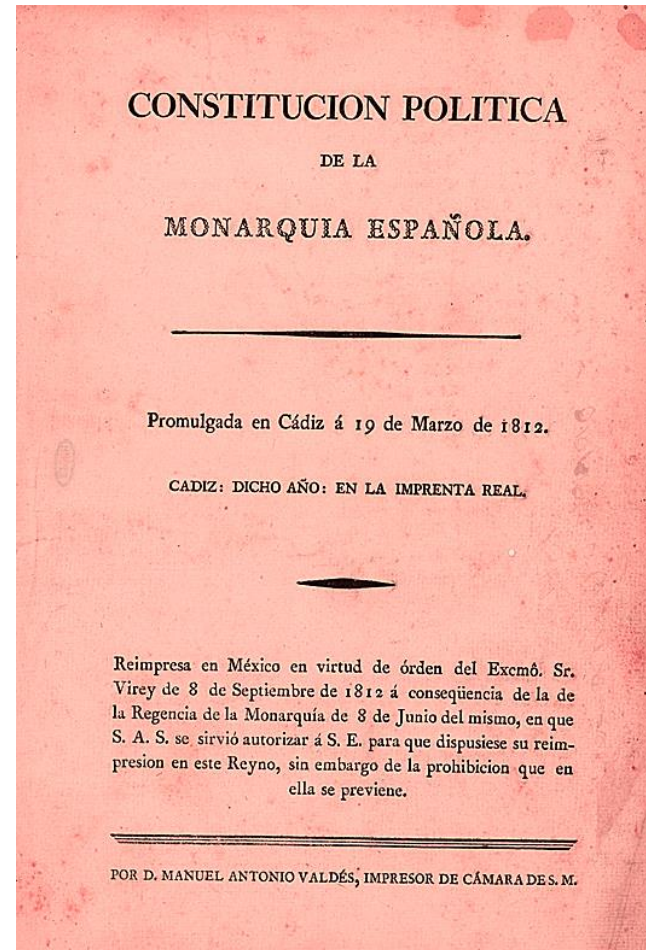 CONSTITUCION POLITICA
DE LA
MONARQUIA ESPAÑOLA.
Promulgada en Cádiz á 19 de Marzo de 1812.
CADIZ: DICHO AÑO: EN LA IMPRENTA REAL.
Reimpresa en México en virtud de órden del Excmô. Sr.
Virey de 8 de Septiembre de 1812 á conseqüencia de la de
la Regencia de la Monarquía de 8 de Junio del mismo, en que
S. A. S. se sirvió autorizar á S. E. para que dispusiese su reim-
presion en este Reyno, sin embargo de la prohibicion que en
ella se previene.
POR D. MANUEL ANTONIO VALDÉS, IMPRESOR DE CÁMARA DE S. M.